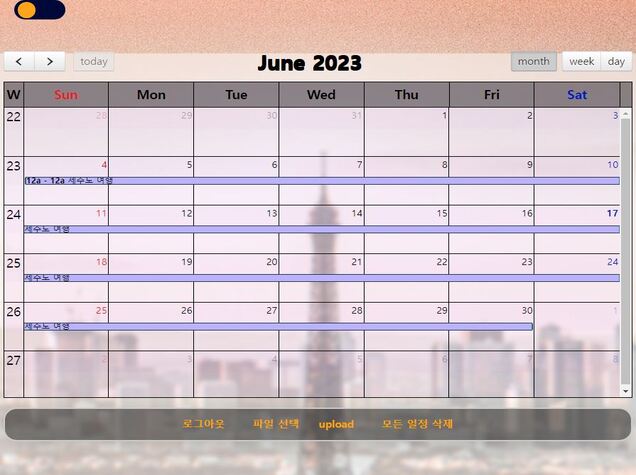 today
June 2023
month week day
W Sun Mon Tue Wed Thu Fri Sat
22 28 29 30 31 1 2 3
23 4 5 6 7 8 9 10
12a - 12a 제주도 여행
24 11 12 13 14 15 16 17
제주도 여행
25 18 19 20 21 22 23 24
제주도 여행
26 25 26 27 28 29 30 1
제주도 여행
27 2 3 4 5 6 7 8
로그아웃 파일 선택 upload 모든 일정 삭제